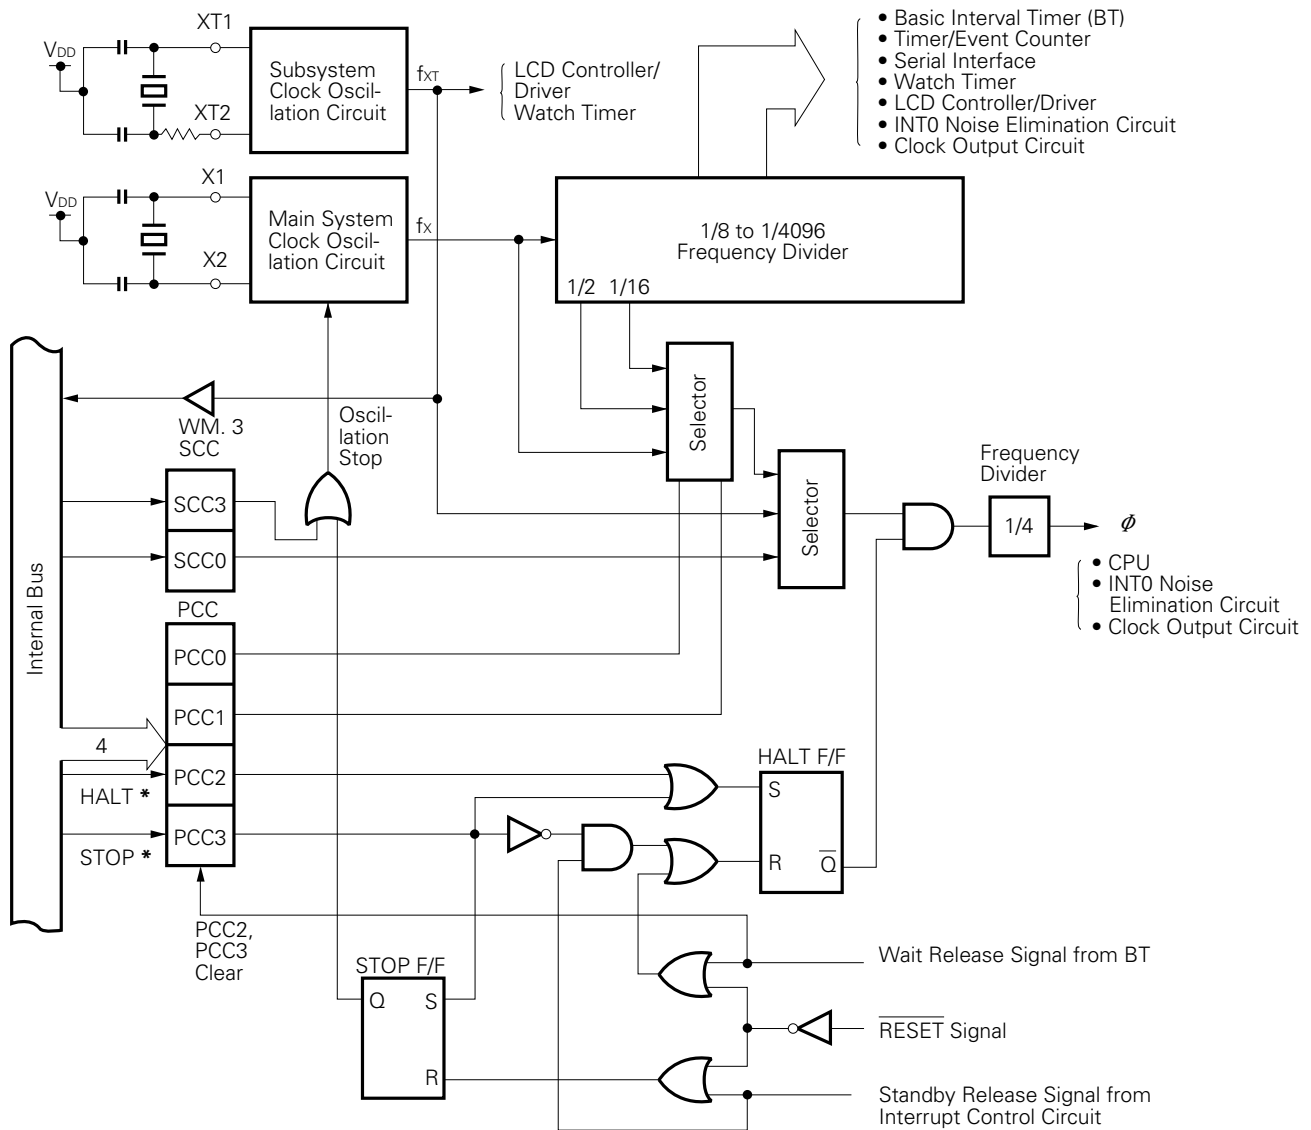 XT1
V_DD
XT2
Subsystem
Clock Oscil-
lation Circuit
f_XT
LCD Controller/
Driver
Watch Timer
• Basic Interval Timer (BT)
• Timer/Event Counter
• Serial Interface
• Watch Timer
• LCD Controller/Driver
• INT0 Noise Elimination Circuit
• Clock Output Circuit
X1
V_DD
X2
Main System
Clock Oscil-
lation Circuit
f_X
1/8 to 1/4096
Frequency Divider
1/2 1/16
Selector
Oscil-
lation
Stop
WM. 3
SCC
SCC3
SCC0
Selector
Frequency
Divider
1/4
Φ
• CPU
• INT0 Noise
Elimination Circuit
• Clock Output Circuit
Internal Bus
PCC
PCC0
PCC1
4
PCC2
HALT *
PCC3
STOP *
HALT F/F
S
R
Q̅
PCC2,
PCC3
Clear
STOP F/F
Q
S
R
Wait Release Signal from BT
R̅E̅S̅E̅T̅ Signal
Standby Release Signal from
Interrupt Control Circuit